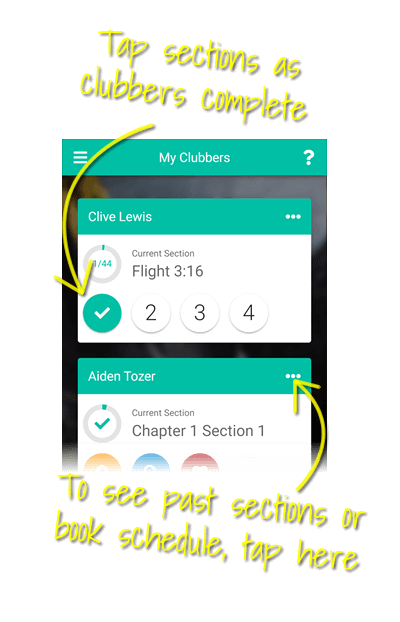 Tap sections as
clubbers complete
My Clubbers ?
Clive Lewis
Current Section
1/44
Flight 3:16
2 3 4
Aiden Tozer
Current Section
Chapter 1 Section 1
To see past sections or
book schedule, tap here